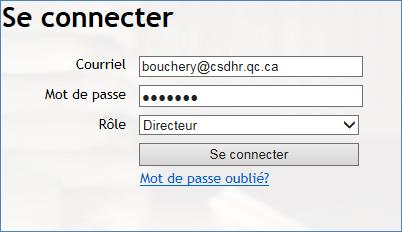 Se connecter
Courriel bouchery@csdhr.qc.ca
Mot de passe •••••••
Rôle Directeur
Se connecter
Mot de passe oublié?